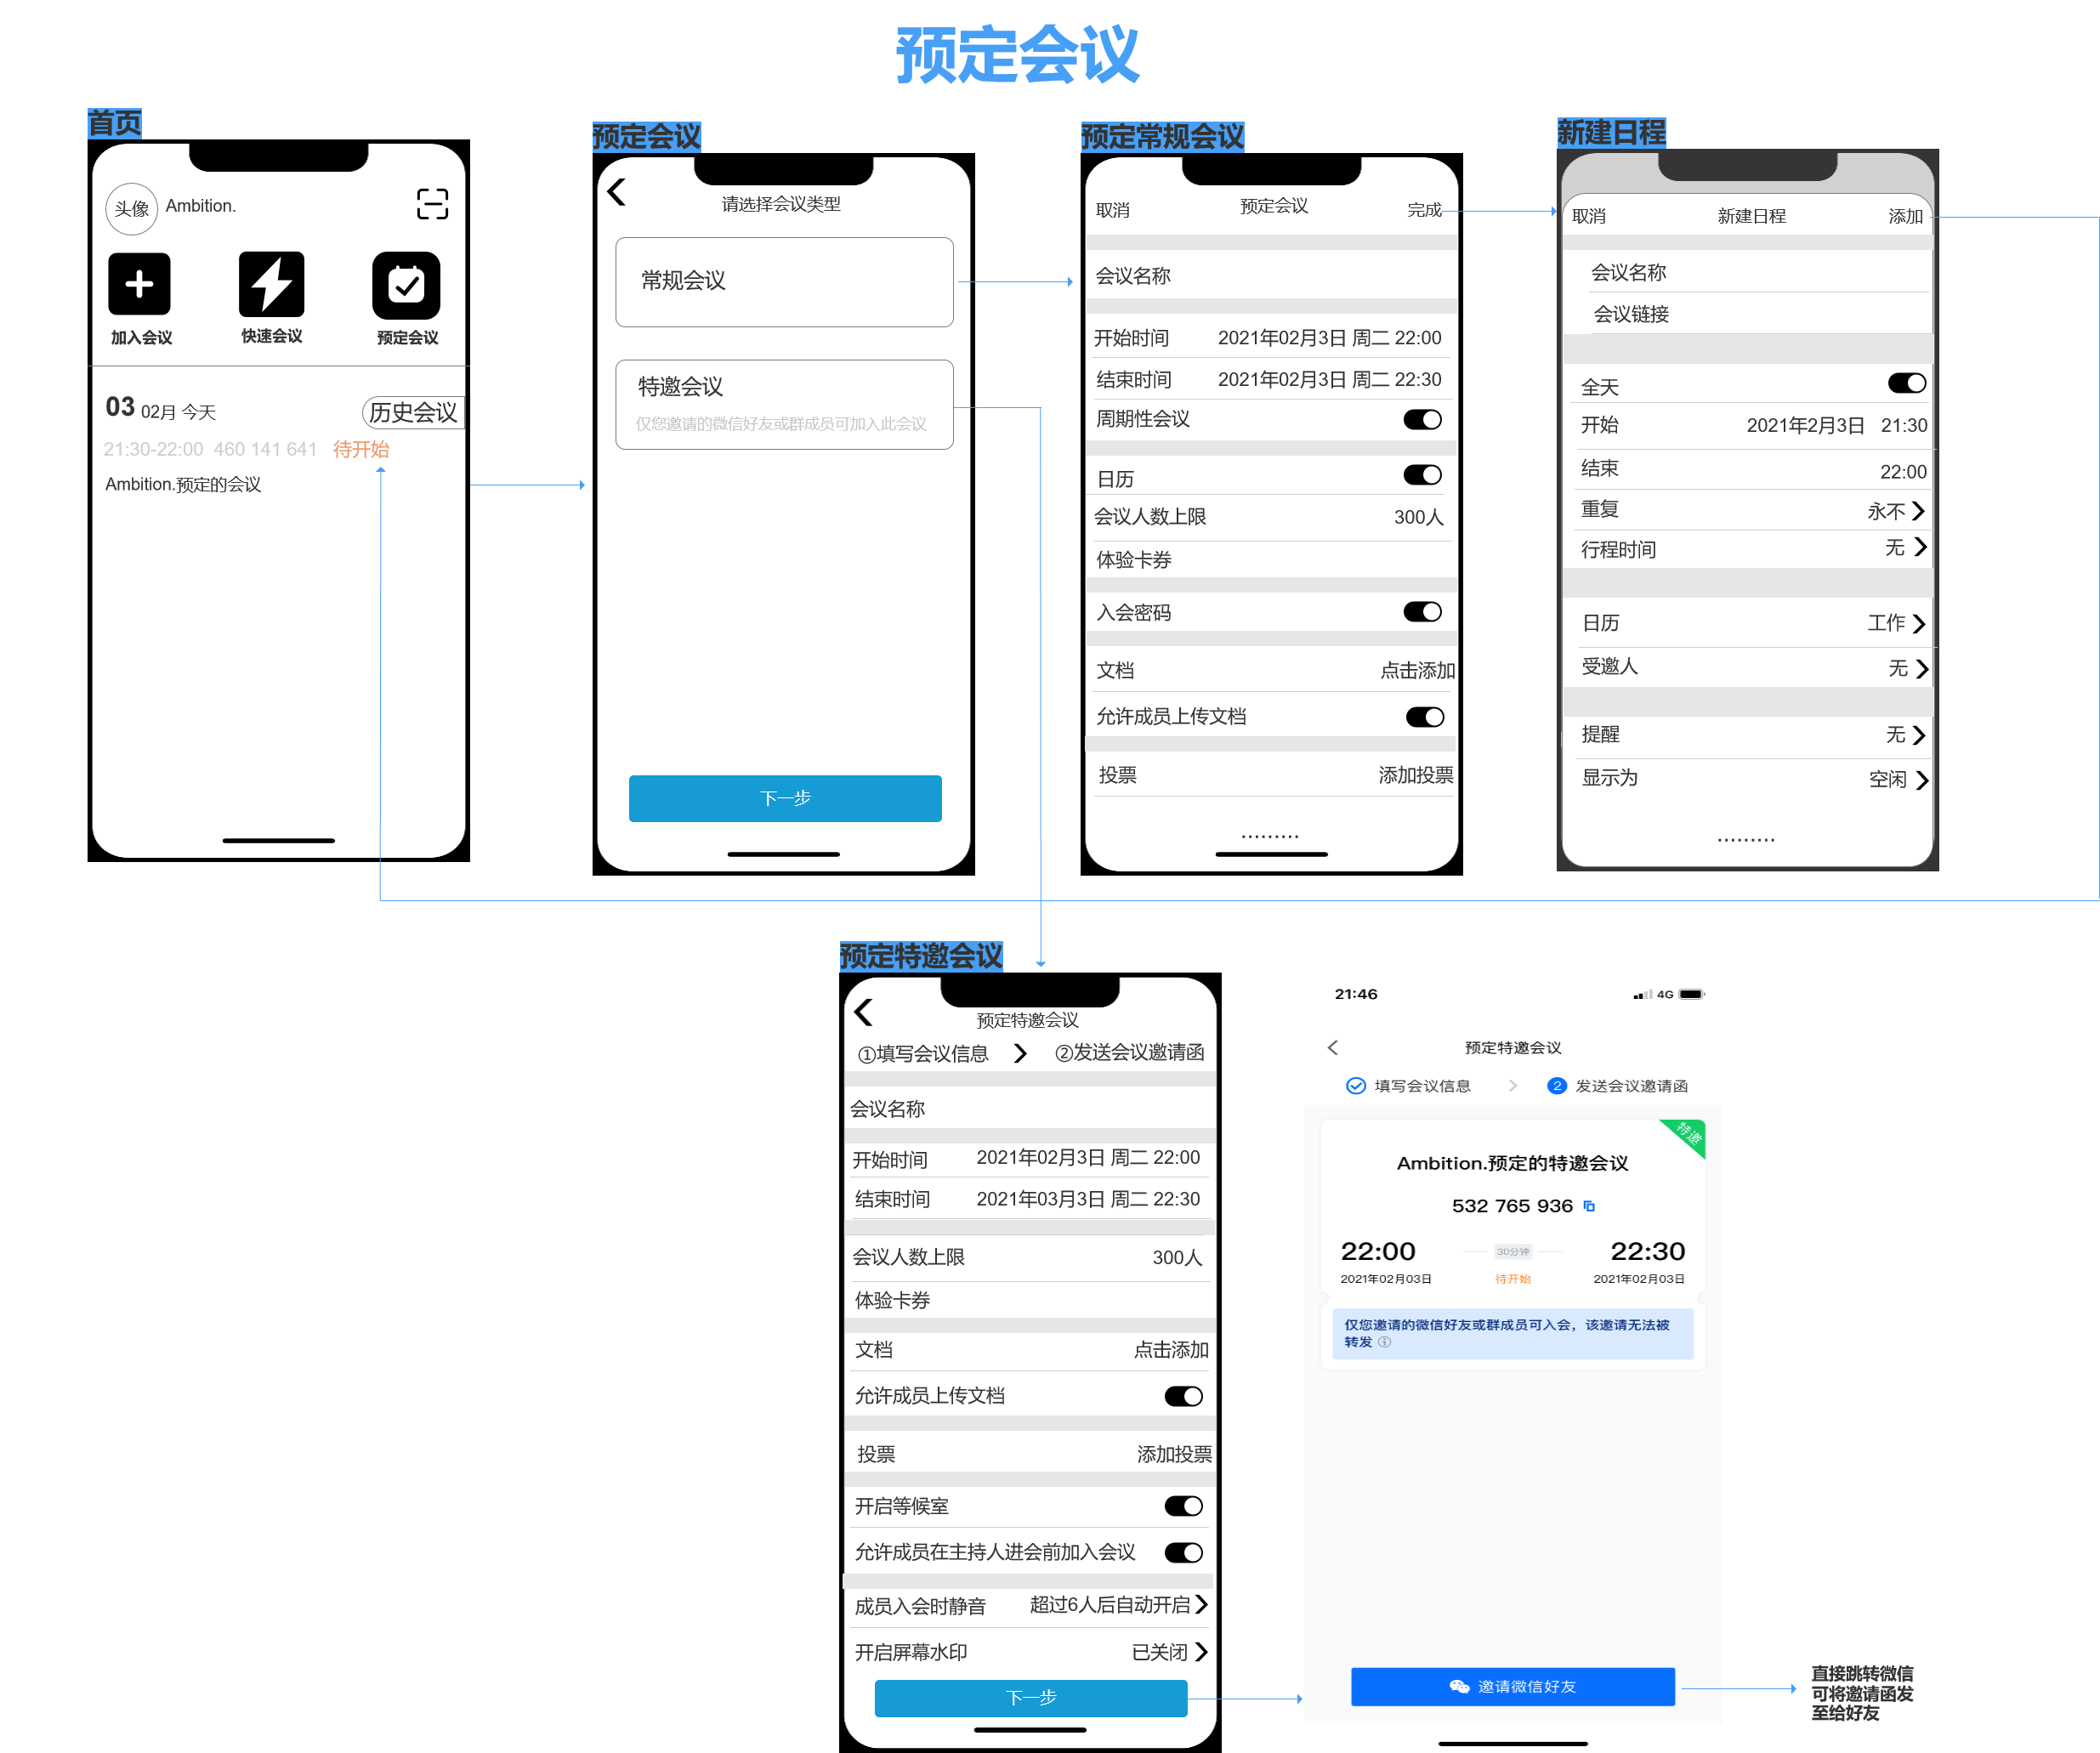 预定会议
首页
头像
Ambition.
加入会议
快速会议
预定会议
03 02月 今天
历史会议
21:30-22:00 460 141 641 待开始
Ambition.预定的会议
预定会议
请选择会议类型
常规会议
特邀会议
仅您邀请的微信好友或群成员可加入此会议
下一步
预定常规会议
取消 预定会议 完成
会议名称
开始时间 2021年02月3日 周二 22:00
结束时间 2021年02月3日 周二 22:30
周期性会议
日历
会议人数上限 300人
体验卡券
入会密码
文档 点击添加
允许成员上传文档
投票 添加投票
.........
新建日程
取消 新建日程 添加
会议名称
会议链接
全天
开始 2021年2月3日 21:30
结束 22:00
重复 永不
行程时间 无
日历 工作
受邀人 无
提醒 无
显示为 空闲
.........
预定特邀会议
预定特邀会议
①填写会议信息 ②发送会议邀请函
会议名称
开始时间 2021年02月3日 周二 22:00
结束时间 2021年03月3日 周二 22:30
会议人数上限 300人
体验卡券
文档 点击添加
允许成员上传文档
投票 添加投票
开启等候室
允许成员在主持人进会前加入会议
成员入会时静音 超过6人后自动开启
开启屏幕水印 已关闭
下一步
21:46 4G
预定特邀会议
填写会议信息 2 发送会议邀请函
特邀
Ambition.预定的特邀会议
532 765 936
22:00 30分钟 22:30
2021年02月03日 待开始 2021年02月03日
仅您邀请的微信好友或群成员可入会，该邀请无法被
转发
邀请微信好友
直接跳转微信
可将邀请函发
至给好友